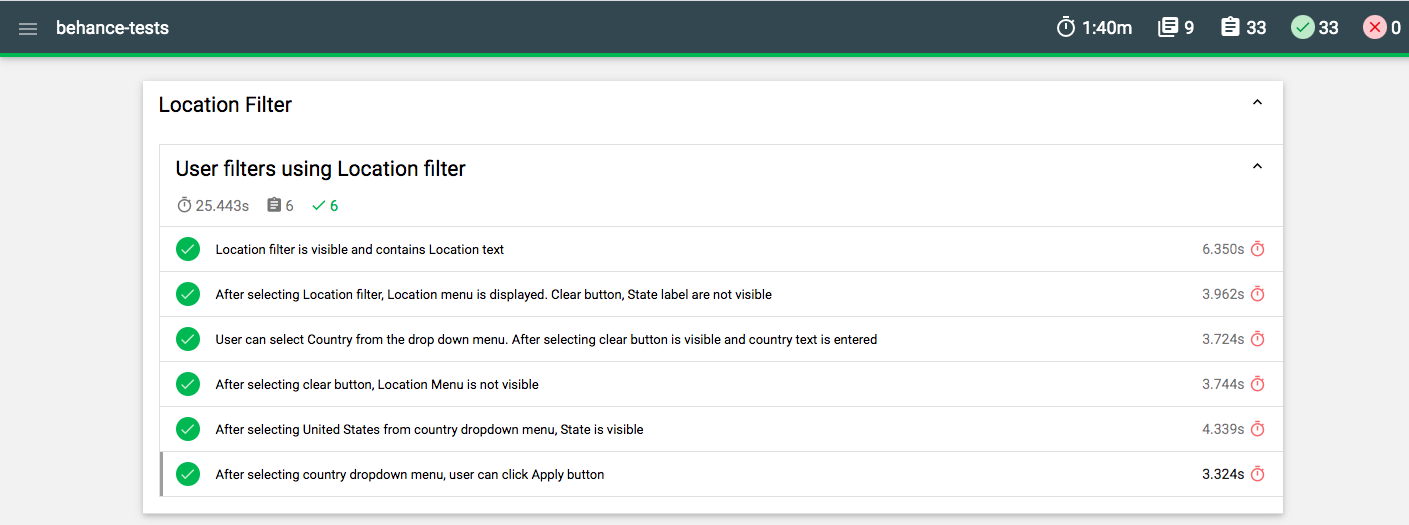 behance-tests 1:40m 9 33 33 0
Location Filter
User filters using Location filter
25.443s 6 6
Location filter is visible and contains Location text 6.350s
After selecting Location filter, Location menu is displayed. Clear button, State label are not visible 3.962s
User can select Country from the drop down menu. After selecting clear button is visible and country text is entered 3.724s
After selecting clear button, Location Menu is not visible 3.744s
After selecting United States from country dropdown menu, State is visible 4.339s
After selecting country dropdown menu, user can click Apply button 3.324s